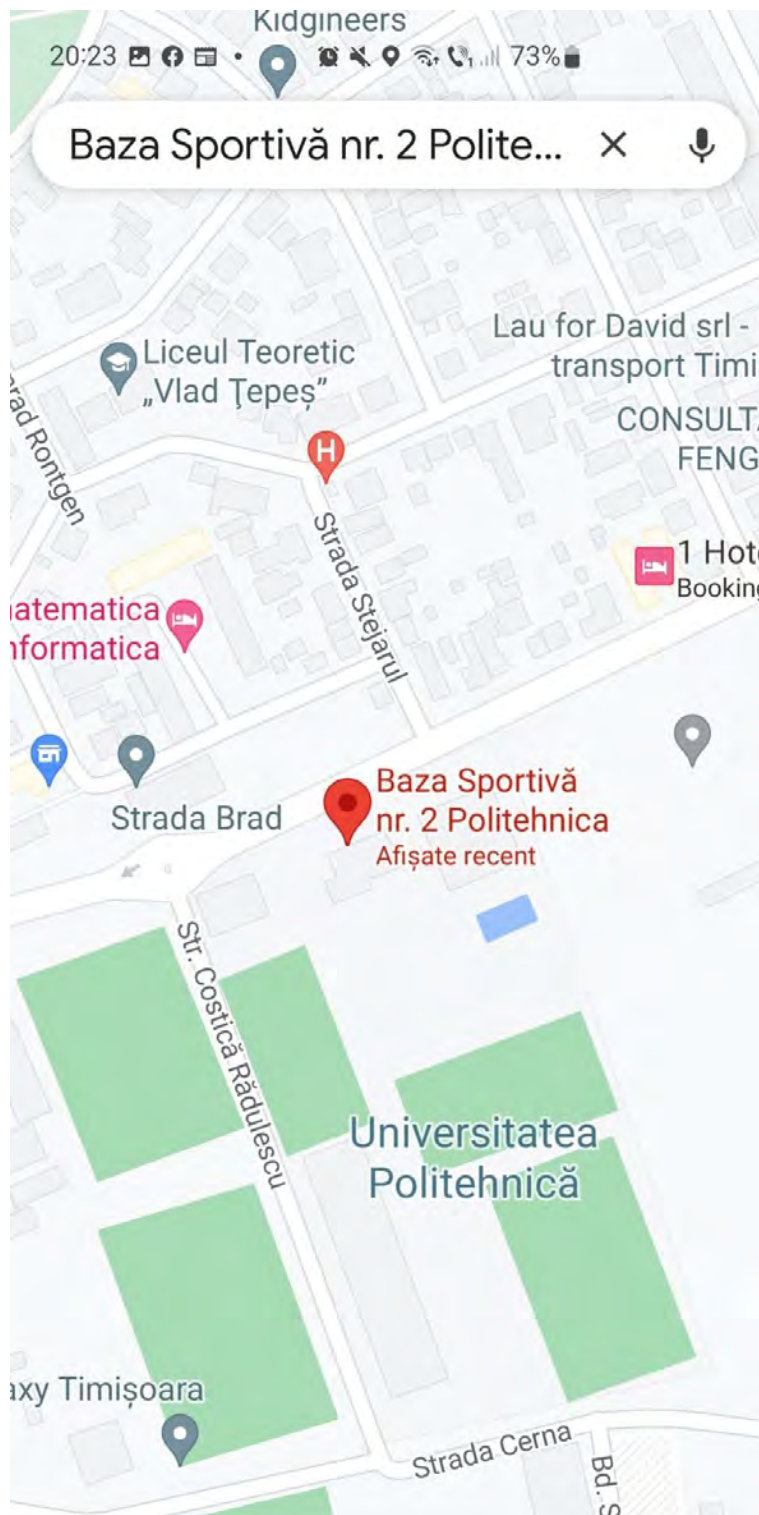 Kidgineers
20:23
73%
Baza Sportivă nr. 2 Polite...
Lau for David srl -
transport Timi
Liceul Teoretic
„Vlad Ţepeş”
CONSULTA
FENG
rad Rontgen
H
Strada Stejarul
1 Hote
Booking
atematica
nformatica
Baza Sportivă
nr. 2 Politehnica
Afișate recent
Strada Brad
Str. Costică Rădulescu
Universitatea
Politehnică
axy Timișoara
Strada Cerna
Bd. S